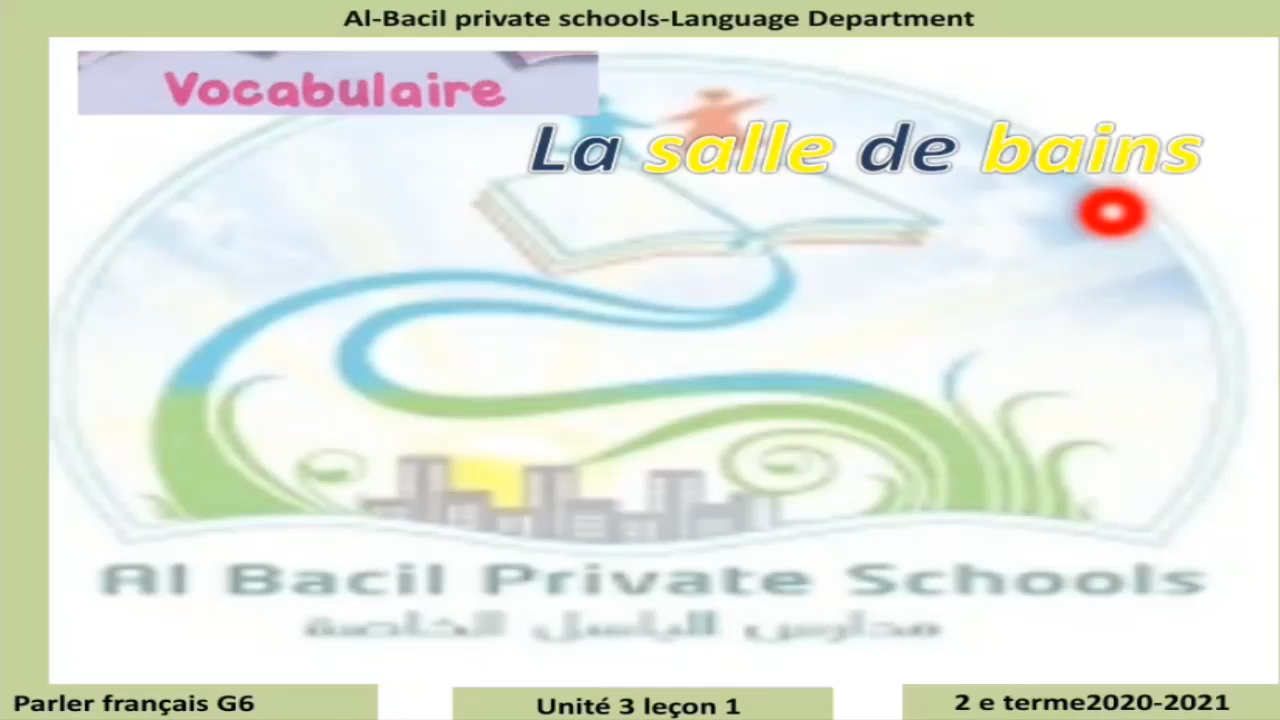 Al-Bacil private schools-Language Department
Vocabulaire
La salle de bains
Al Bacil Private Schools
مدارس الباسل الخاصة
Parler français G6
Unité 3 leçon 1
2 e terme2020-2021